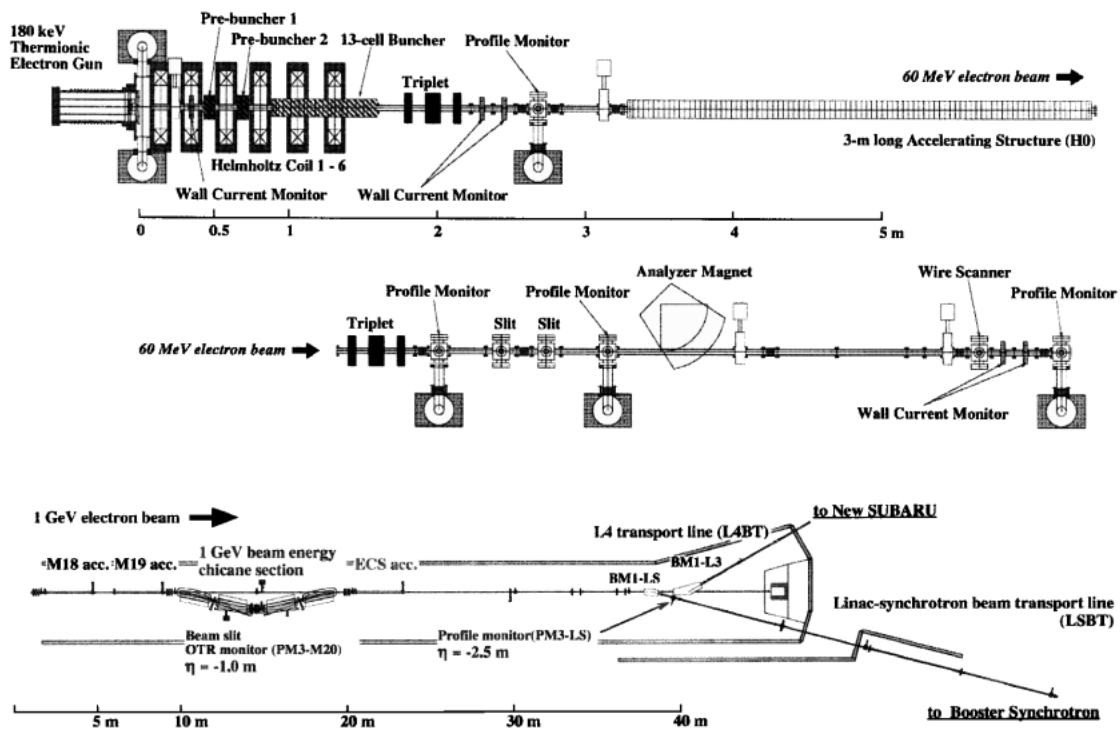 180 keV
Thermionic
Electron Gun
Pre-buncher 1
Pre-buncher 2
13-cell Buncher
Profile Monitor
Triplet
60 MeV electron beam
3-m long Accelerating Structure (H0)
Helmholtz Coil 1 - 6
Wall Current Monitor
Wall Current Monitor
0
0.5
1
2
3
4
5 m
Analyzer Magnet
Wire Scanner
Profile Monitor
Profile Monitor
Profile Monitor
Triplet
Slit
Slit
60 MeV electron beam
Wall Current Monitor
1 GeV electron beam
to New SUBARU
L4 transport line (L4BT)
M18 acc.
M19 acc.
1 GeV beam energy
chicane section
ECS acc.
BM1-L3
BM1-LS
Linac-synchrotron beam transport line
(LSBT)
Beam slit
OTR monitor (PM3-M20)
η = -1.0 m
Profile monitor(PM3-LS)
η = -2.5 m
5 m
10 m
20 m
30 m
40 m
to Booster Synchrotron